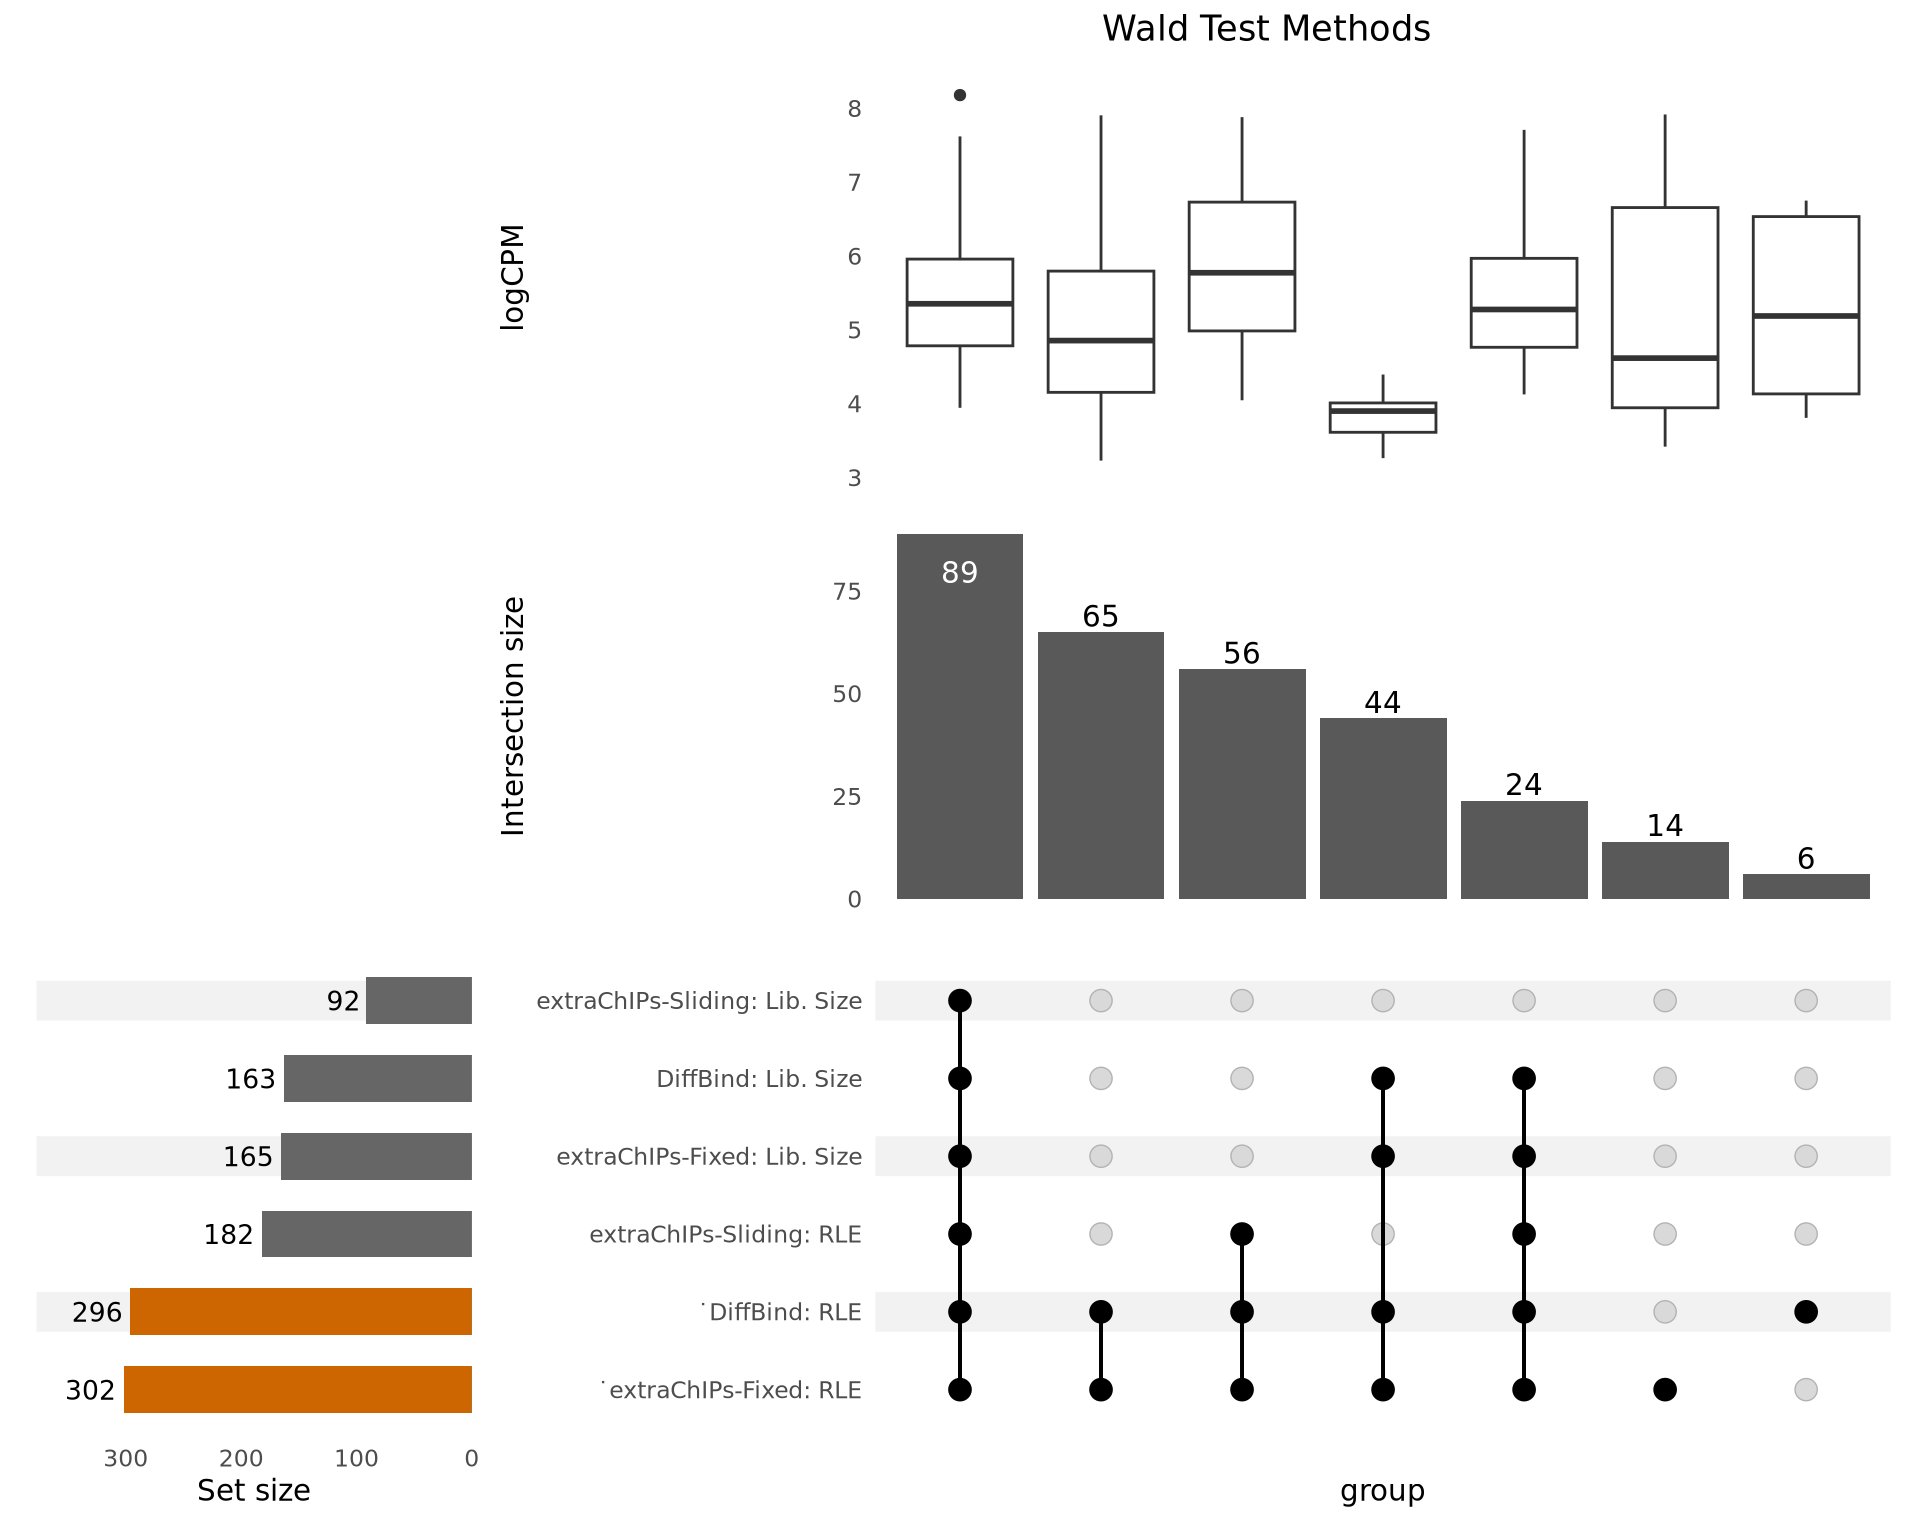 Wald Test Methods
logCPM
8
7
6
5
4
3
Intersection size
75
50
25
0
89
65
56
44
24
14
6
92
163
165
182
296
302
extraChIPs-Sliding: Lib. Size
DiffBind: Lib. Size
extraChIPs-Fixed: Lib. Size
extraChIPs-Sliding: RLE
˙DiffBind: RLE
˙extraChIPs-Fixed: RLE
300 200 100 0
Set size
group